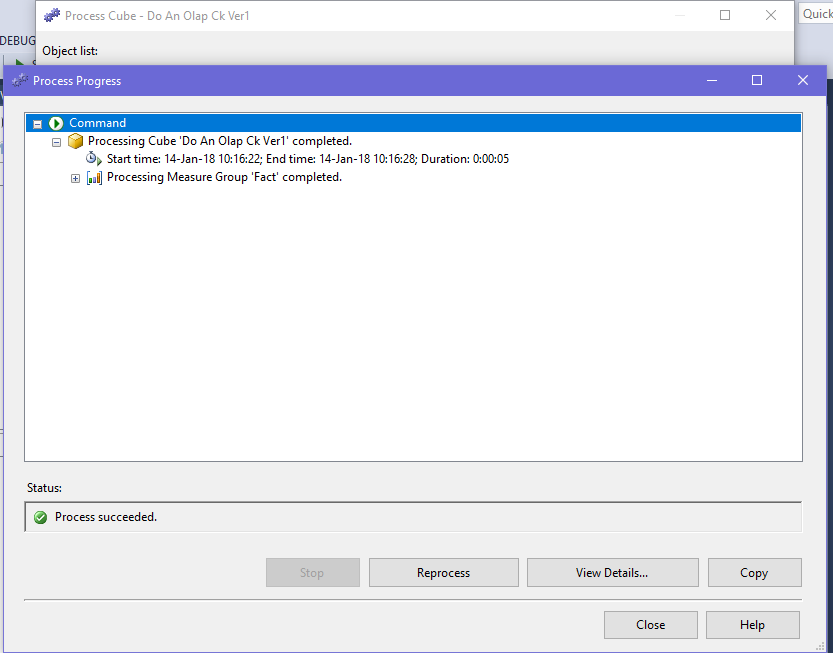 Process Cube - Do An Olap Ck Ver1
Quick
DEBUG
Object list:
Process Progress
Command
Processing Cube 'Do An Olap Ck Ver1' completed.
Start time: 14-Jan-18 10:16:22; End time: 14-Jan-18 10:16:28; Duration: 0:00:05
Processing Measure Group 'Fact' completed.
Status:
Process succeeded.
Stop
Reprocess
View Details...
Copy
Close
Help